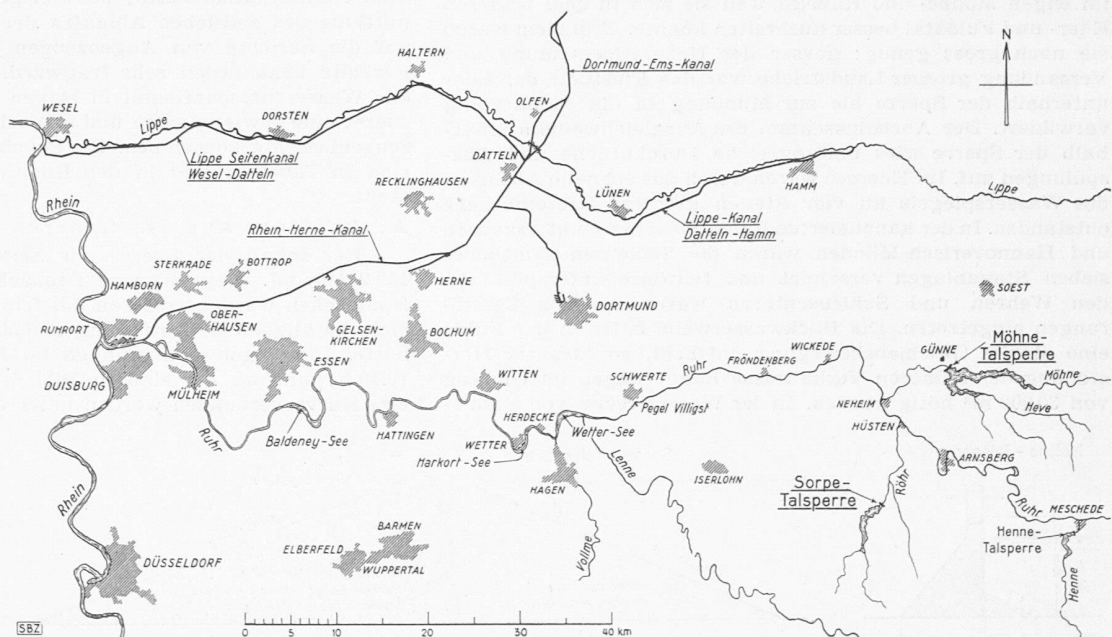 HALTERN
Dortmund-Ems-Kanal
N
WESEL
Lippe
DORSTEN
OLFEN
Lippe Seitenkanal
Wesel-Datteln
DATTELN
RECKLINGHAUSEN
LÜNEN
HAMM
Lippe
Rhein
Lippe-Kanal
Datteln-Hamm
Rhein-Herne-Kanal
STERKRADE
BOTTROP
HERNE
SOEST
HAMBORN
DORTMUND
RUHRORT
OBER-
HAUSEN
GELSEN-
KIRCHEN
BOCHUM
WICKEDE
GÜNNE
Möhne-
Talsperre
ESSEN
FRÖNDENBERG
Möhne
DUISBURG
WITTEN
SCHWERTE
Ruhr
MÜLHEIM
Pegel Villigst
NEHEIM
Heve
Ruhr
Baldeney-See
HATTINGEN
HERDECKE
Wetter-See
HÜSTEN
WETTER
Harkort-See
Lenne
ARNSBERG
HAGEN
ISERLOHN
Sorpe-
Talsperre
Röhr
Rhein
Ruhr
MESCHEDE
BARMEN
Henne-
Talsperre
ELBERFELD
WUPPERTAL
Volme
DÜSSELDORF
Henne
SBZ
0 5 10 20 30 40 km